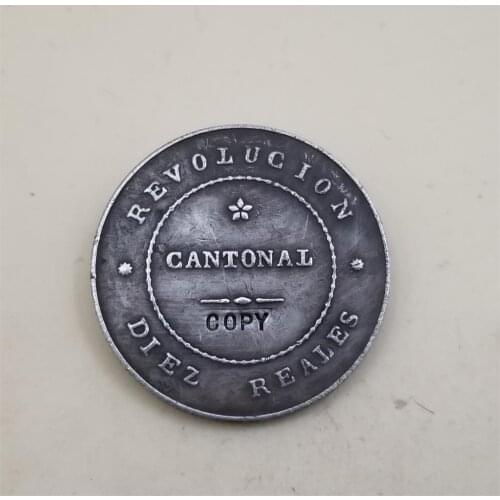 REVOLUCION
CANTONAL
COPY
DIEZ REALES